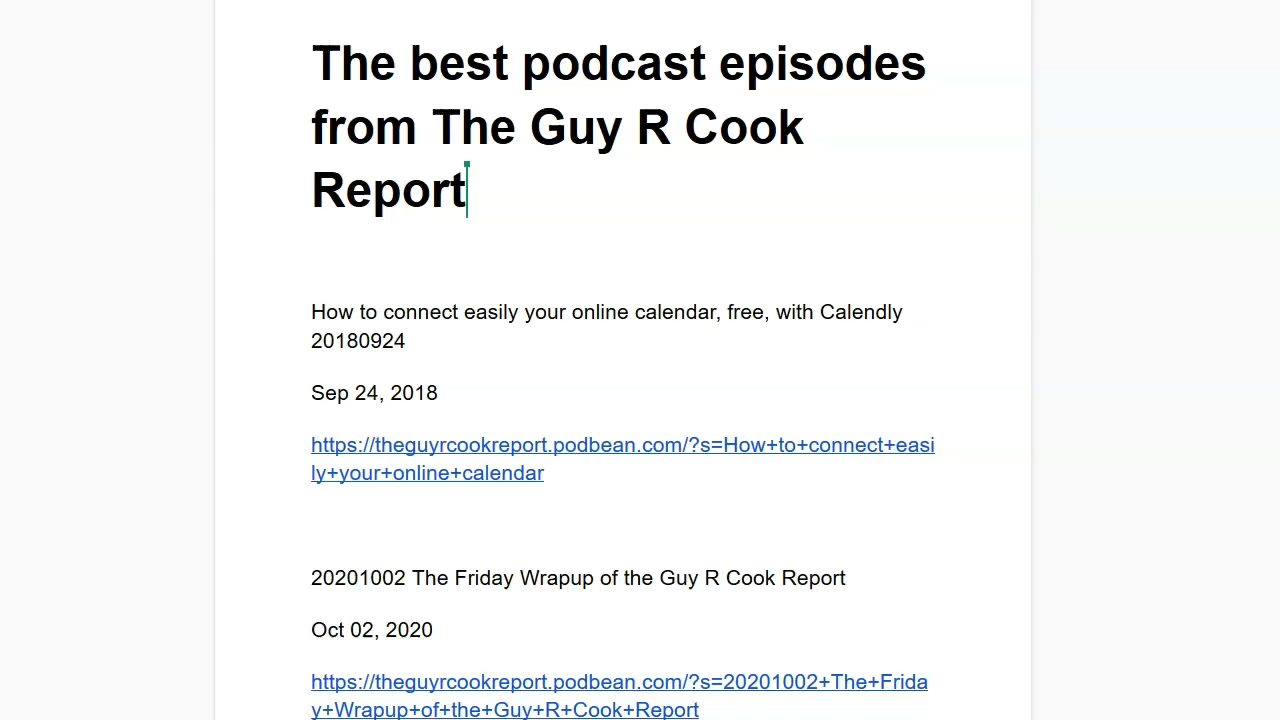 The best podcast episodes
from The Guy R Cook
Report
How to connect easily your online calendar, free, with Calendly
20180924
Sep 24, 2018
https://theguyrcookreport.podbean.com/?s=How+to+connect+easi
ly+your+online+calendar
20201002 The Friday Wrapup of the Guy R Cook Report
Oct 02, 2020
https://theguyrcookreport.podbean.com/?s=20201002+The+Frida
y+Wrapup+of+the+Guy+R+Cook+Report